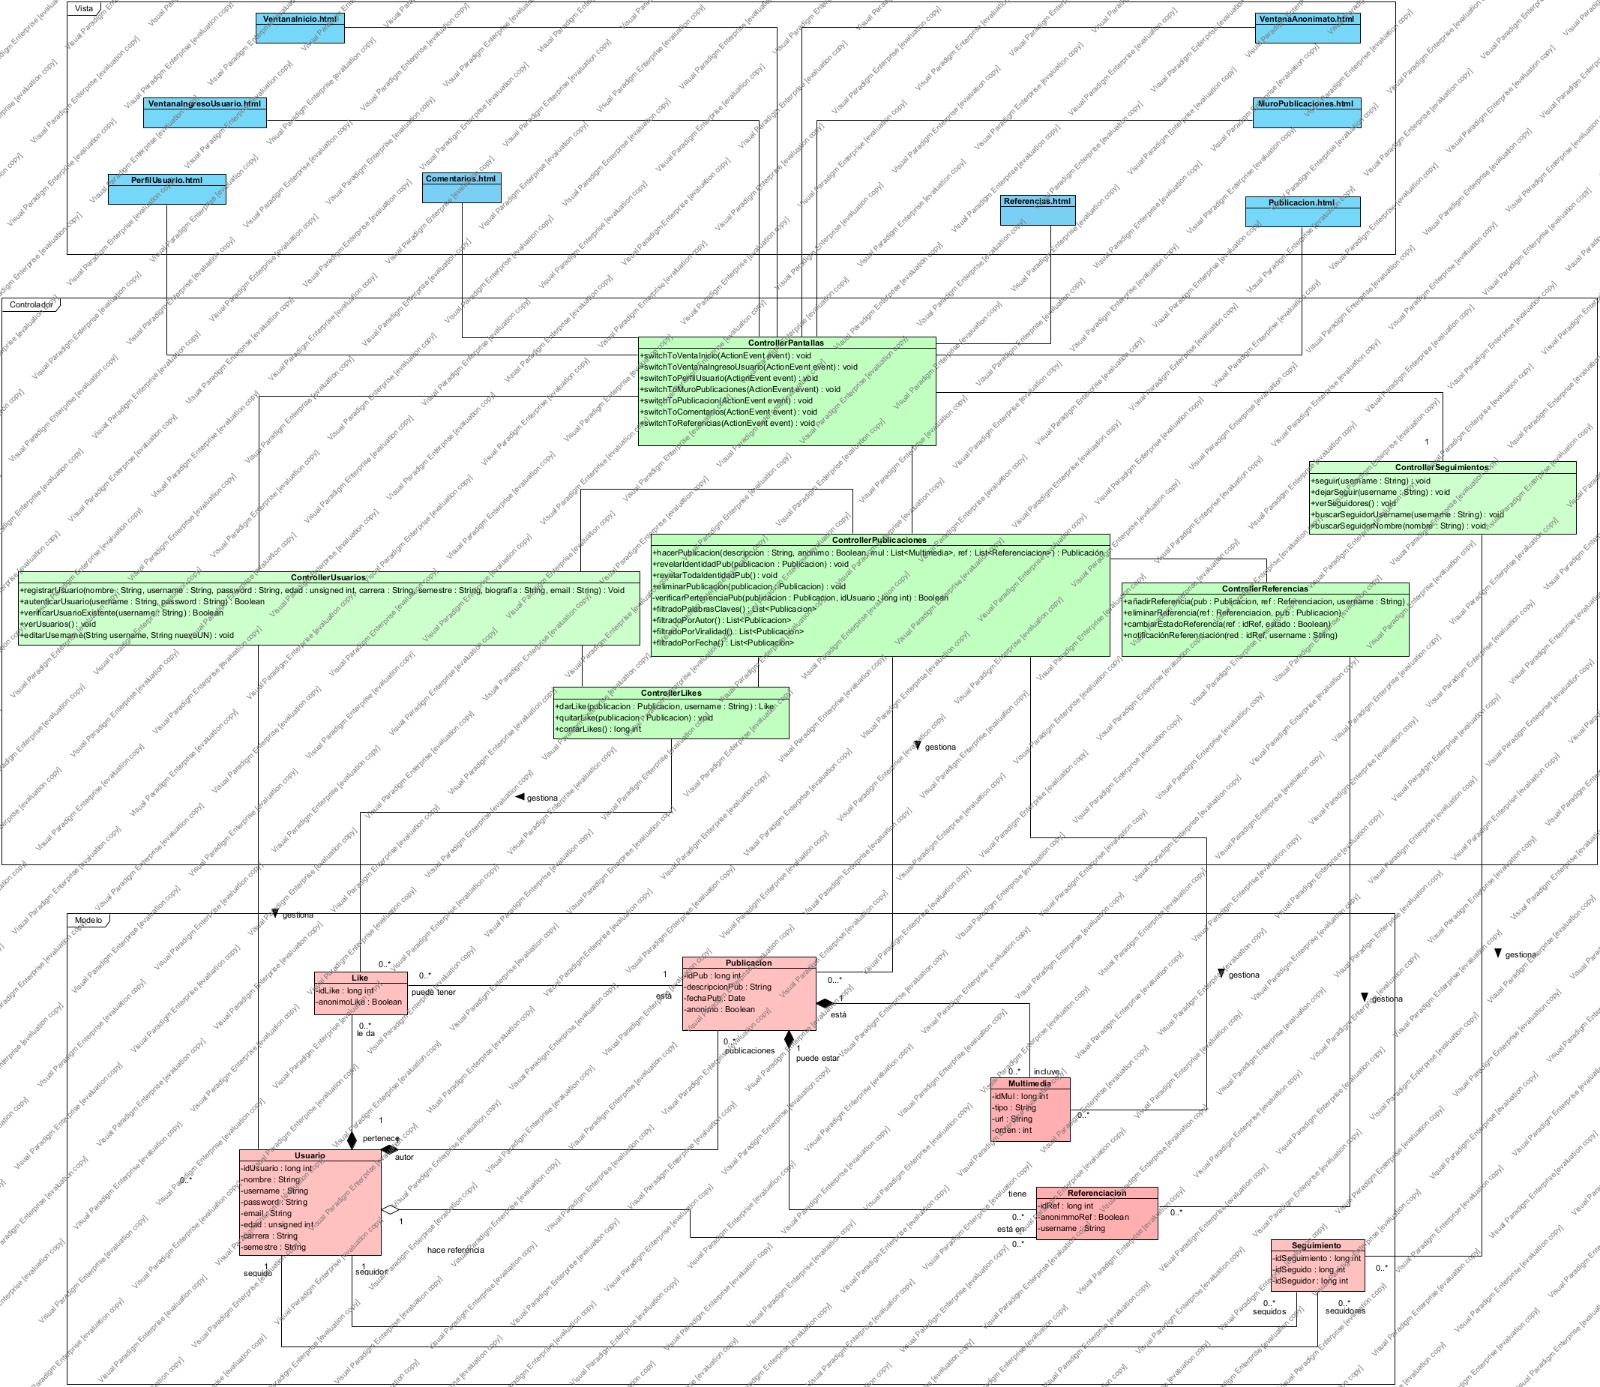 Vista
VentanaInicio.html
VentanaAnonimato.html
VentanaIngresoUsuario.html
MuroPublicaciones.html
PerfilUsuario.html
Comentarios.html
Referencias.html
Publicacion.html
Controlador
ControllerPantallas
+switchToVentaInicio(ActionEvent event) : void
+switchToVentanaIngresoUsuario(ActionEvent event) : void
+switchToPerfilUsuario(ActionEvent event) : void
+switchToMuroPublicaciones(ActionEvent event) : void
+switchToPublicacion(ActionEvent event) : void
+switchToComentarios(ActionEvent event) : void
+switchToReferencias(ActionEvent event) : void
1
ControllerSeguimientos
+seguir(username : String) : void
+dejarSeguir(username : String) : void
+verSeguidores() : void
+buscarSeguidorUsername(username : String) : void
+buscarSeguidorNombre(nombre : String) : void
ControllerPublicaciones
+hacerPublicacion(descripcion : String, anonimo : Boolean, mul : List<Multimedia>, ref : List<Referenciacion>) : Publicación
+revelarIdentidadPub(publicacion : Publicacion) : void
+revelarTodaIdentidadPub() : void
+eliminarPublicacion(publicacion : Publicacion) : void
+verificarPertenenciaPub(publicacion : Publicacion, idUsuario : long int) : Boolean
+filtradoPalabrasClaves() : List<Publicacion>
+filtradoPorAutor() : List<Publicacion>
+filtradoPorViralidad() : List<Publicacion>
+filtradoPorFecha() : List<Publicacion>
ControllerUsuarios
+registrarUsuario(nombre : String, username : String, password : String, edad : unsigned int, carrera : String, semestre : String, biografia : String, email : String) : Void
+autenticarUsuario(username : String, password : String) : Boolean
+verificarUsuarioExistente(username : String) : Boolean
+verUsuarios() : void
+editarUsername(String username, String nuevoUN) : void
ControllerReferencias
+añadirReferencia(pub : Publicacion, ref : Referenciacion, username : String)
+eliminarReferencia(ref : Referenciacion, pub : Publicacion)
+cambiarEstadoReferencia(ref : idRef, estado : Boolean)
+notificaciónReferenciación(red : idRef, username : String)
ControllerLikes
+darLike(publicacion : Publicacion, username : String) : Like
+quitarLike(publicacion : Publicacion) : void
+contarLikes() : long int
gestiona
gestiona
gestiona
Modelo
gestiona
gestiona
gestiona
Like
-idLike : long int
-anonimoLike : Boolean
0..*
0..*
puede tener
0..*
le da
1
está
Publicacion
-idPub : long int
-descripcionPub : String
-fechaPub : Date
-anonimo : Boolean
0..*
1
está
0..*
publicaciones
1
puede estar
0..*
incluye
Multimedia
-idMul : long int
-tipo : String
-url : String
-orden : int
0..*
1
pertenece
autor
Usuario
-idUsuario : long int
-nombre : String
-username : String
-password : String
-email : String
-edad : unsigned int
-carrera : String
-semestre : String
0..*
1
hace referencia
tiene
0..*
está en
0..*
Referenciacion
-idRef : long int
-anonimmoRef : Boolean
-username : String
0..*
Seguimiento
-idSeguimiento : long int
-idSeguido : long int
-idSeguidor : long int
0..*
1
seguido
1
seguidor
0..*
seguidos
0..*
seguidores
Visual Paradigm Enterprise [evaluation copy]